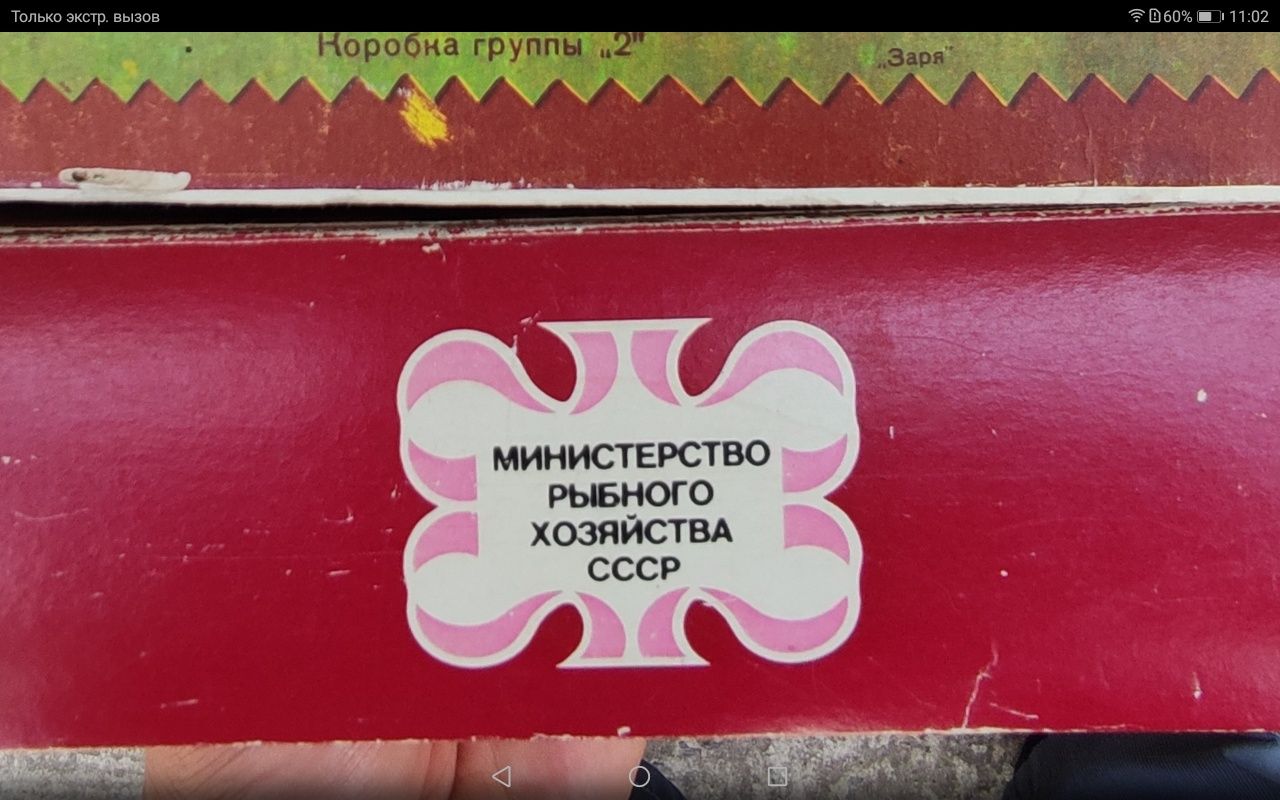 Только экстр. вызов
60% 11:02
Коробка группы „2"
„Заря"
МИНИСТЕРСТВО
РЫБНОГО
ХОЗЯЙСТВА
СССР